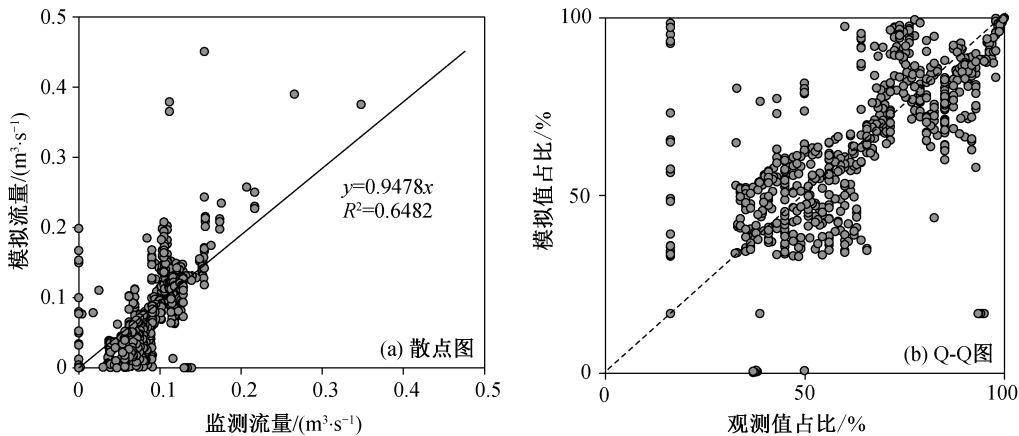 0.5
0.4
0.3
0.2
0.1
0
模拟流量/(m³·s⁻¹)
y=0.9478x
R²=0.6482
(a) 散点图
0
0.1
0.2
0.3
0.4
0.5
监测流量/(m³·s⁻¹)
100
50
0
模拟值占比/%
(b) Q-Q图
0
50
100
观测值占比/%